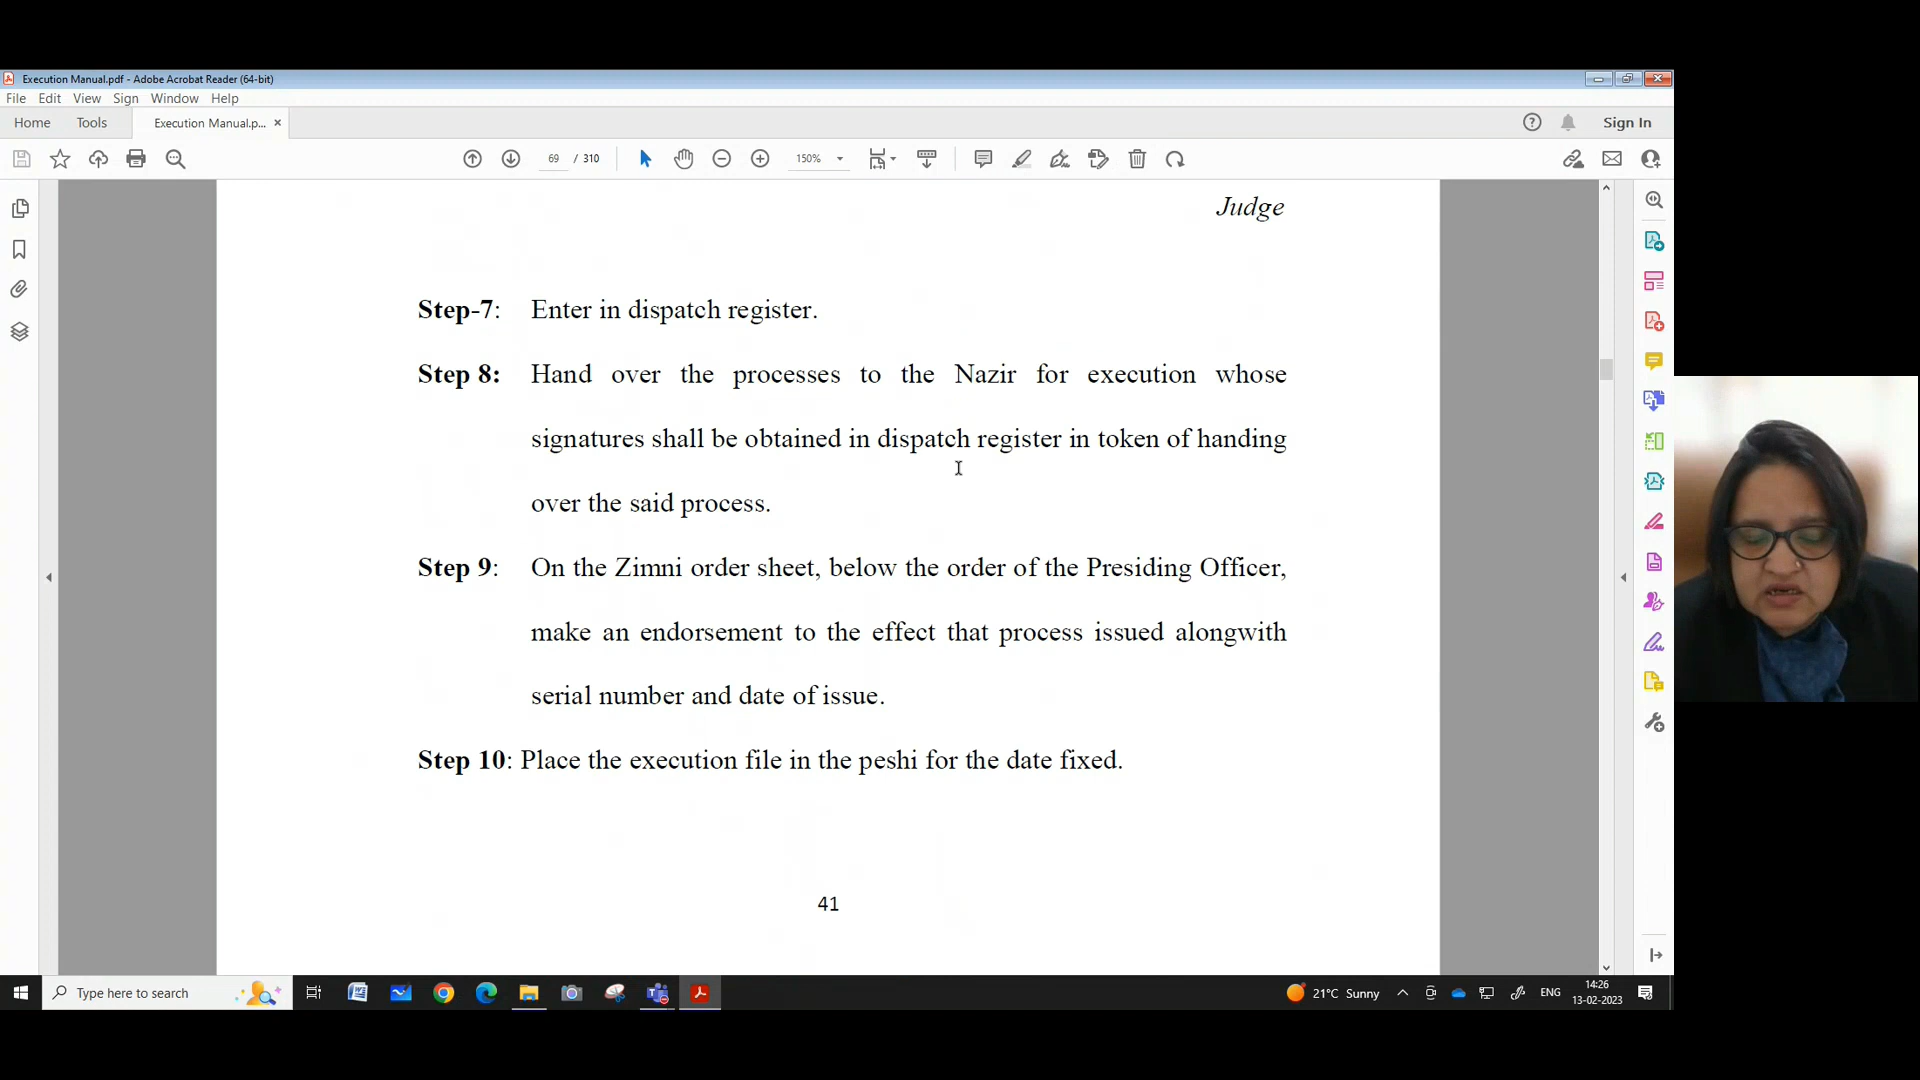 Execution Manual.pdf - Adobe Acrobat Reader (64-bit)
File Edit View Sign Window Help
Home Tools Execution Manual.p... × Sign In
69 / 310 150%
Judge
Step-7: Enter in dispatch register.
Step 8: Hand over the processes to the Nazir for execution whose
signatures shall be obtained in dispatch register in token of handing
over the said process.
Step 9: On the Zimni order sheet, below the order of the Presiding Officer,
make an endorsement to the effect that process issued alongwith
serial number and date of issue.
Step 10: Place the execution file in the peshi for the date fixed.
41
Type here to search 21°C Sunny ENG 14:26
13-02-2023